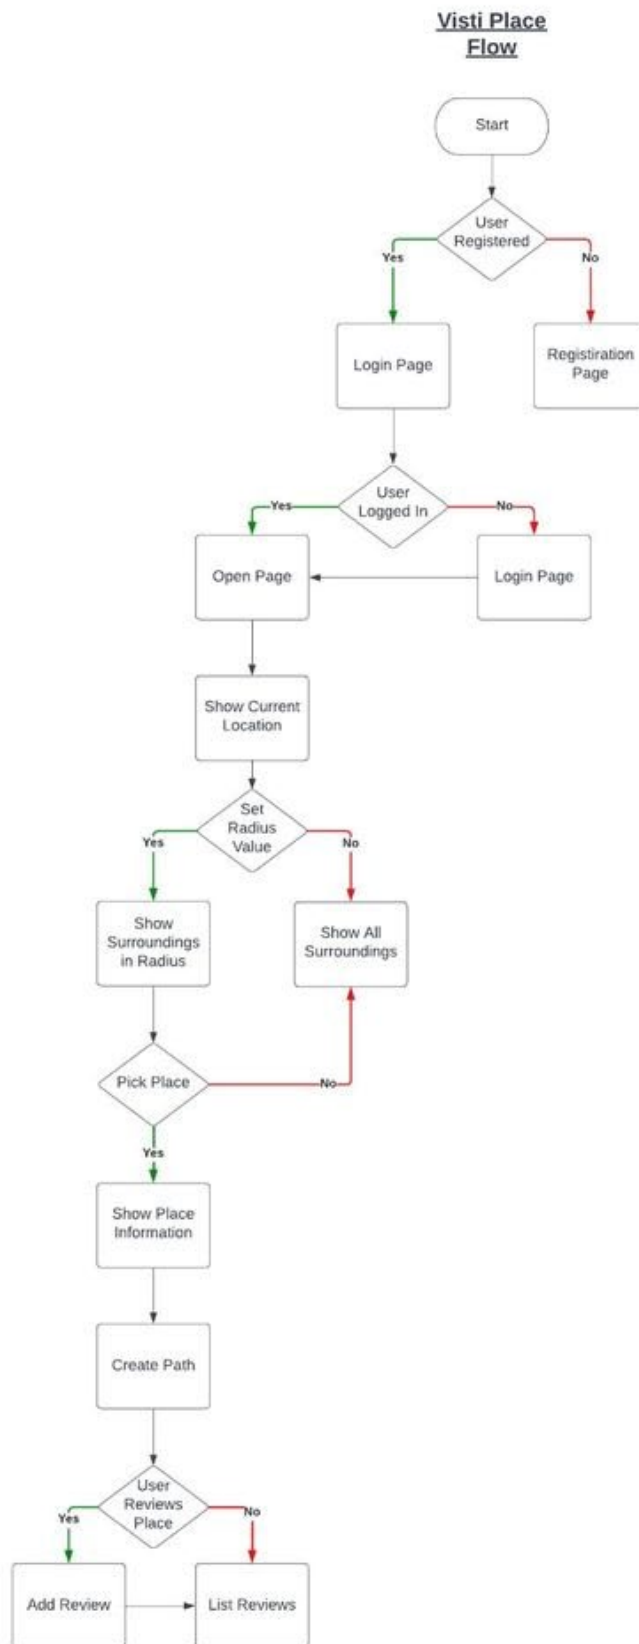 Visti Place
Flow
Start
User
Registered
Yes
No
Login Page
Registiration
Page
User
Logged In
Yes
No
Open Page
Login Page
Show Current
Location
Set
Radius
Value
Yes
No
Show
Surroundings
in Radius
Show All
Surroundings
Pick Place
No
Yes
Show Place
Information
Create Path
User
Reviews
Place
Yes
No
Add Review
List Reviews